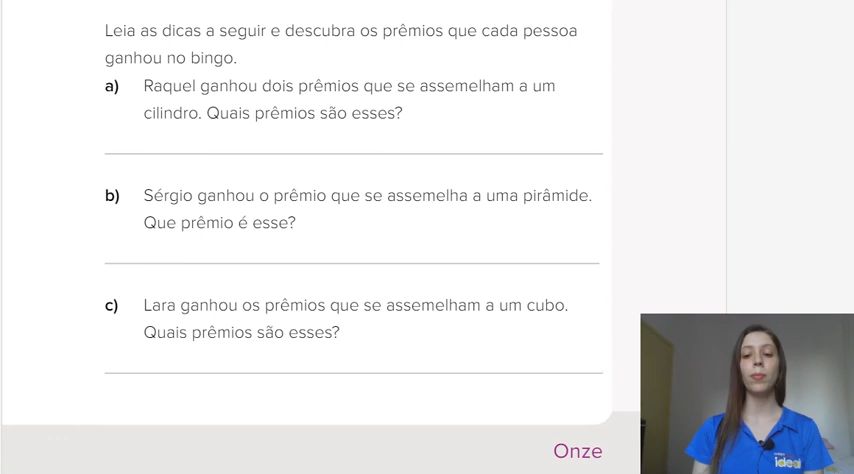 Leia as dicas a seguir e descubra os prêmios que cada pessoa
ganhou no bingo.
a) Raquel ganhou dois prêmios que se assemelham a um
cilindro. Quais prêmios são esses?
b) Sérgio ganhou o prêmio que se assemelha a uma pirâmide.
Que prêmio é esse?
c) Lara ganhou os prêmios que se assemelham a um cubo.
Quais prêmios são esses?
Onze
ideal